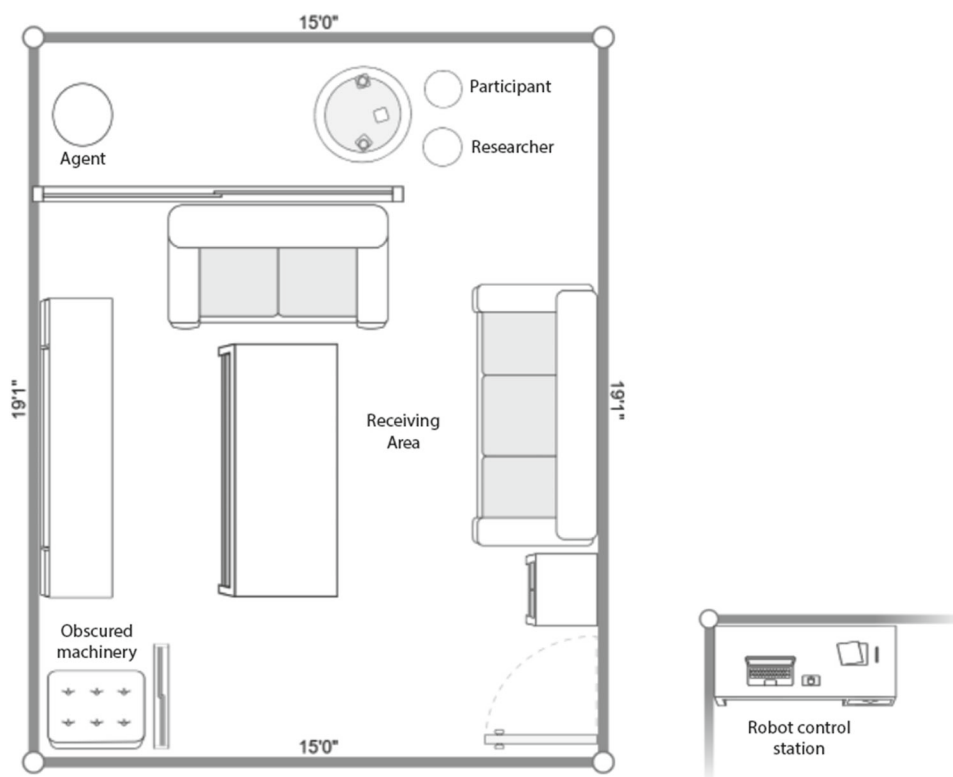 15'0"
Participant
Researcher
Agent
19'1"
19'1"
Receiving
Area
Obscured
machinery
15'0"
Robot control
station